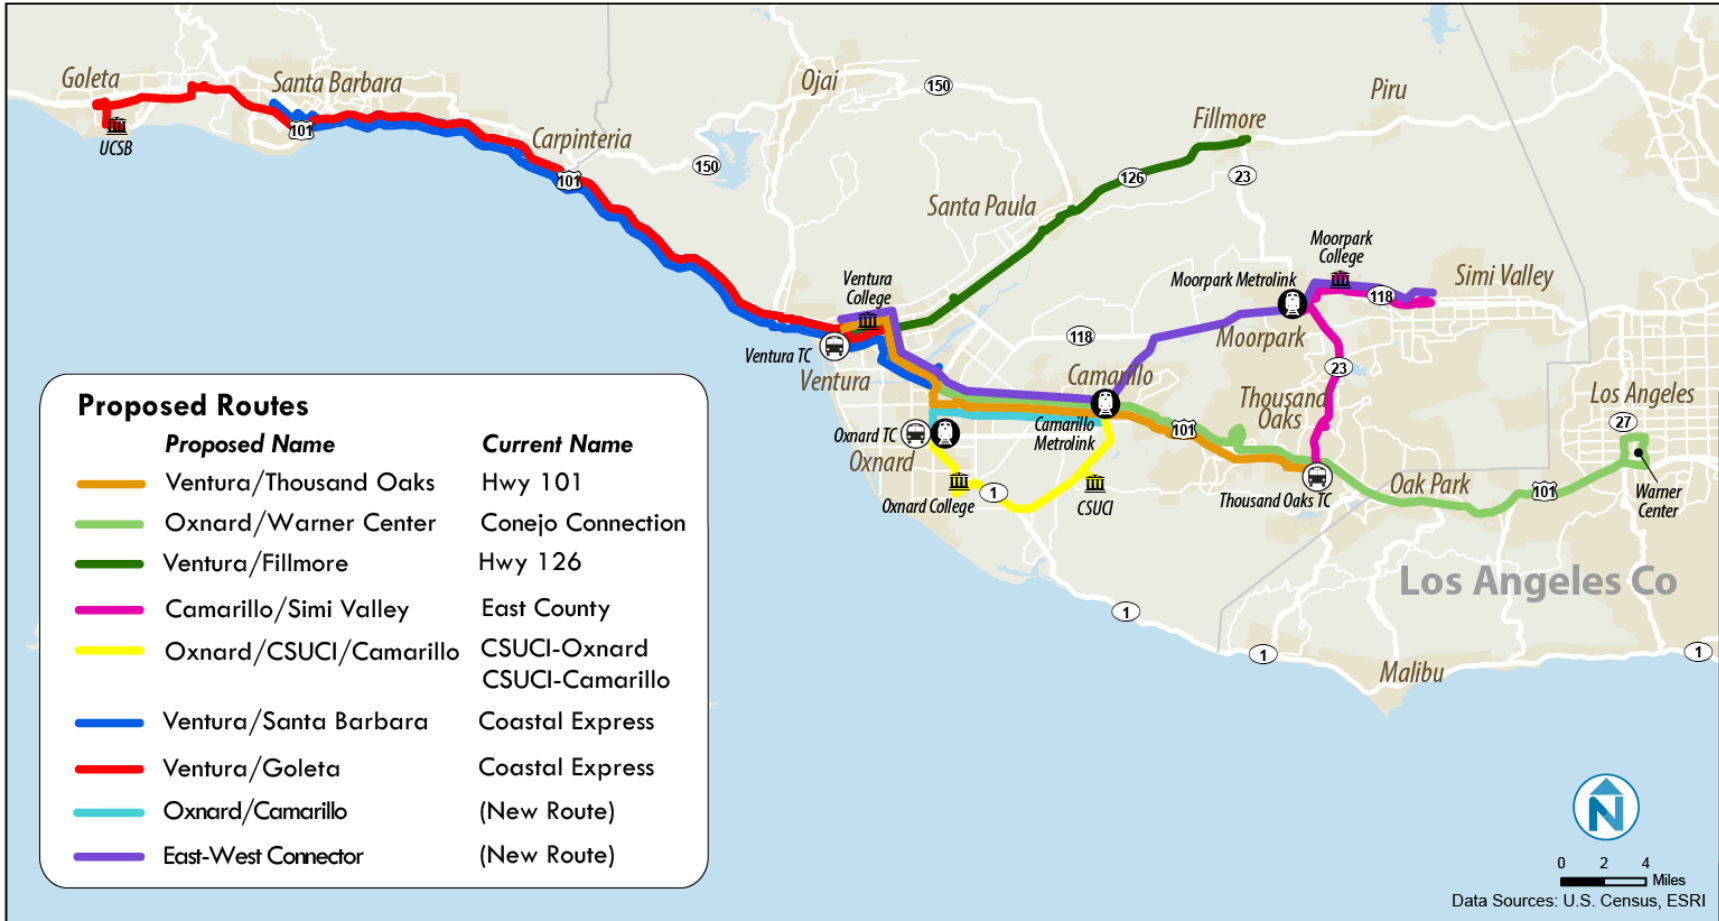 Goleta
Santa Barbara
Ojai
150
Piru
Fillmore
101
UCSB
Carpinteria
150
101
126
23
Santa Paula
Moorpark
College
Simi Valley
Ventura
College
Moorpark Metrolink
118
118
Moorpark
Ventura TC
Ventura
Camarillo
23
Thousand
Oaks
Los Angeles
27
Oxnard TC
Oxnard
Camarillo
Metrolink
101
Oxnard College
1
CSUCI
Thousand Oaks TC
Oak Park
101
Warner
Center
Los Angeles Co
1
1
1
Malibu
Proposed Routes
Proposed Name Current Name
Ventura/Thousand Oaks Hwy 101
Oxnard/Warner Center Conejo Connection
Ventura/Fillmore Hwy 126
Camarillo/Simi Valley East County
Oxnard/CSUCI/Camarillo CSUCI-Oxnard
CSUCI-Camarillo
Ventura/Santa Barbara Coastal Express
Ventura/Goleta Coastal Express
Oxnard/Camarillo (New Route)
East-West Connector (New Route)
N
0 2 4
Miles
Data Sources: U.S. Census, ESRI